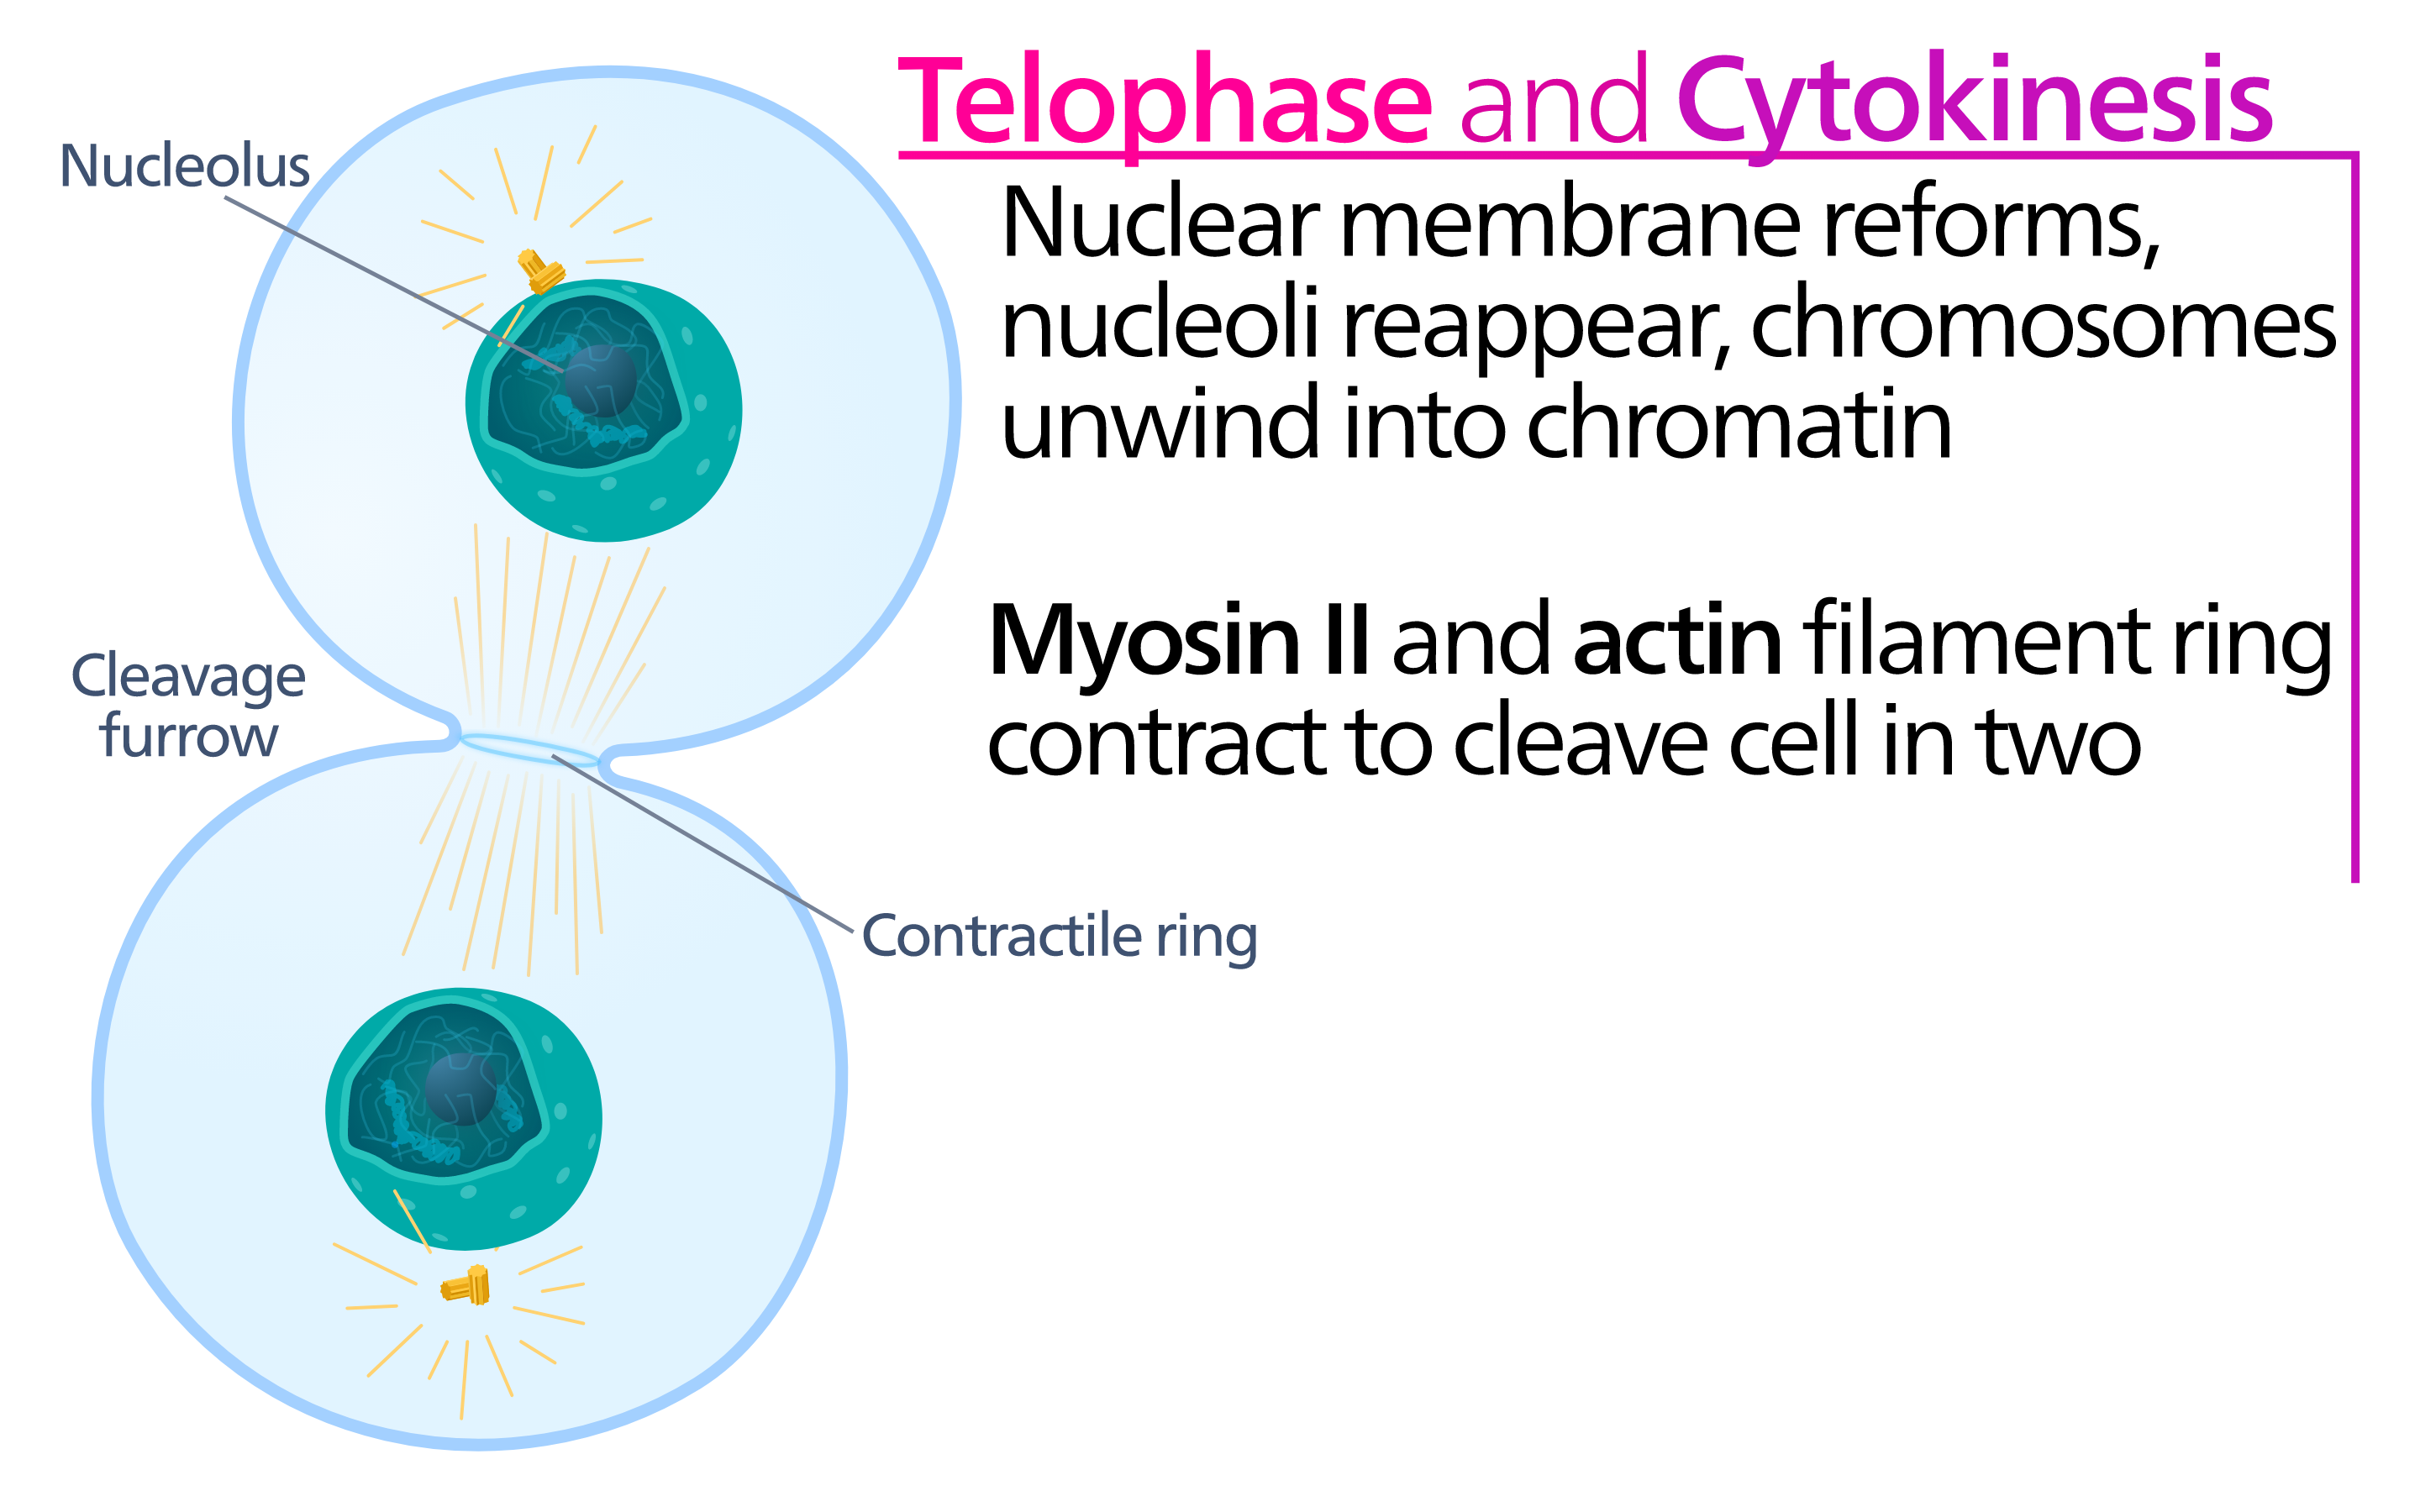 Telophase and Cytokinesis
Nuclear membrane reforms,
nucleoli reappear, chromosomes
unwind into chromatin
Myosin II and actin filament ring
contract to cleave cell in two
Nucleolus
Cleavage
furrow
Contractile ring